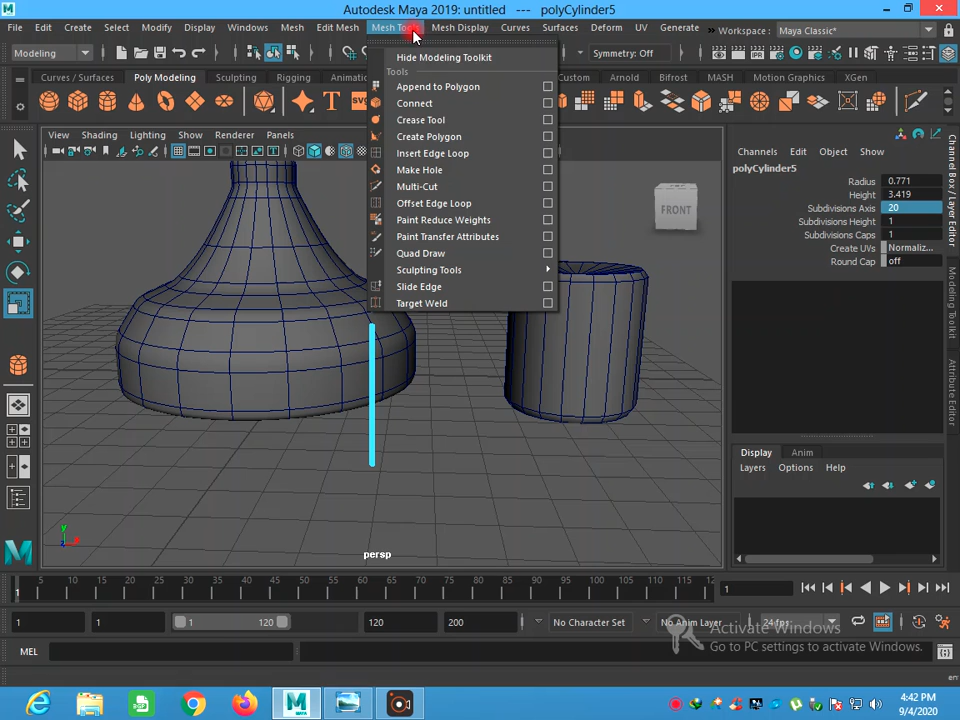 Autodesk Maya 2019: untitled --- polyCylinder5
File Edit Create Select Modify Display Windows Mesh Edit Mesh Mesh Tools Mesh Display Curves Surfaces Deform UV Generate » Workspace : Maya Classic*
Modeling Symmetry: Off
Curves / Surfaces Poly Modeling Sculpting Rigging Custom Arnold Bifrost MASH Motion Graphics XGen
T
View Shading Lighting Show Renderer Panels
Hide Modeling Toolkit
Tools
Append to Polygon
Connect
Crease Tool
Create Polygon
Insert Edge Loop
Make Hole
Multi-Cut
Offset Edge Loop
Paint Reduce Weights
Paint Transfer Attributes
Quad Draw
Sculpting Tools
Slide Edge
Target Weld
FRONT
persp
y
Channels Edit Object Show
polyCylinder5
Radius 0.771
Height 3.419
Subdivisions Axis 20
Subdivisions Height 1
Subdivisions Caps 1
Create UVs Normaliz...
Round Cap off
Channel Box / Layer Editor
Modeling Toolkit
Attribute Editor
Display Anim
Layers Options Help
5 10 15 20 25 30 35 40 45 50 55 60 65 70 75 80 85 90 95 100 105 110 115 12
1 1
1 1 1 120 120 200 No Character Set No Anim Layer 24 fps
MEL
Activate Windows
Go to PC settings to activate Windows.
4:42 PM
9/4/2020